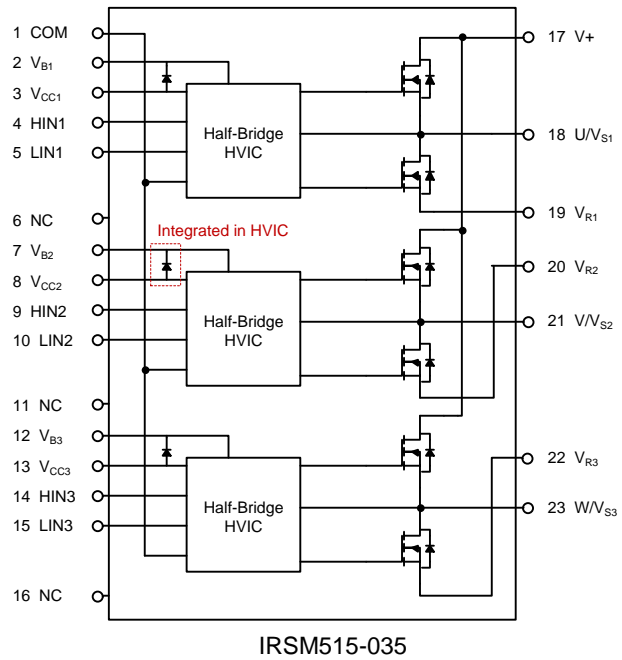 1 COM
2 VB1
3 VCC1
4 HIN1
5 LIN1
6 NC
7 VB2
8 VCC2
9 HIN2
10 LIN2
11 NC
12 VB3
13 VCC3
14 HIN3
15 LIN3
16 NC
Half-Bridge
HVIC
Integrated in HVIC
Half-Bridge
HVIC
Half-Bridge
HVIC
17 V+
18 U/VS1
19 VR1
20 VR2
21 V/VS2
22 VR3
23 W/VS3
IRSM515-035